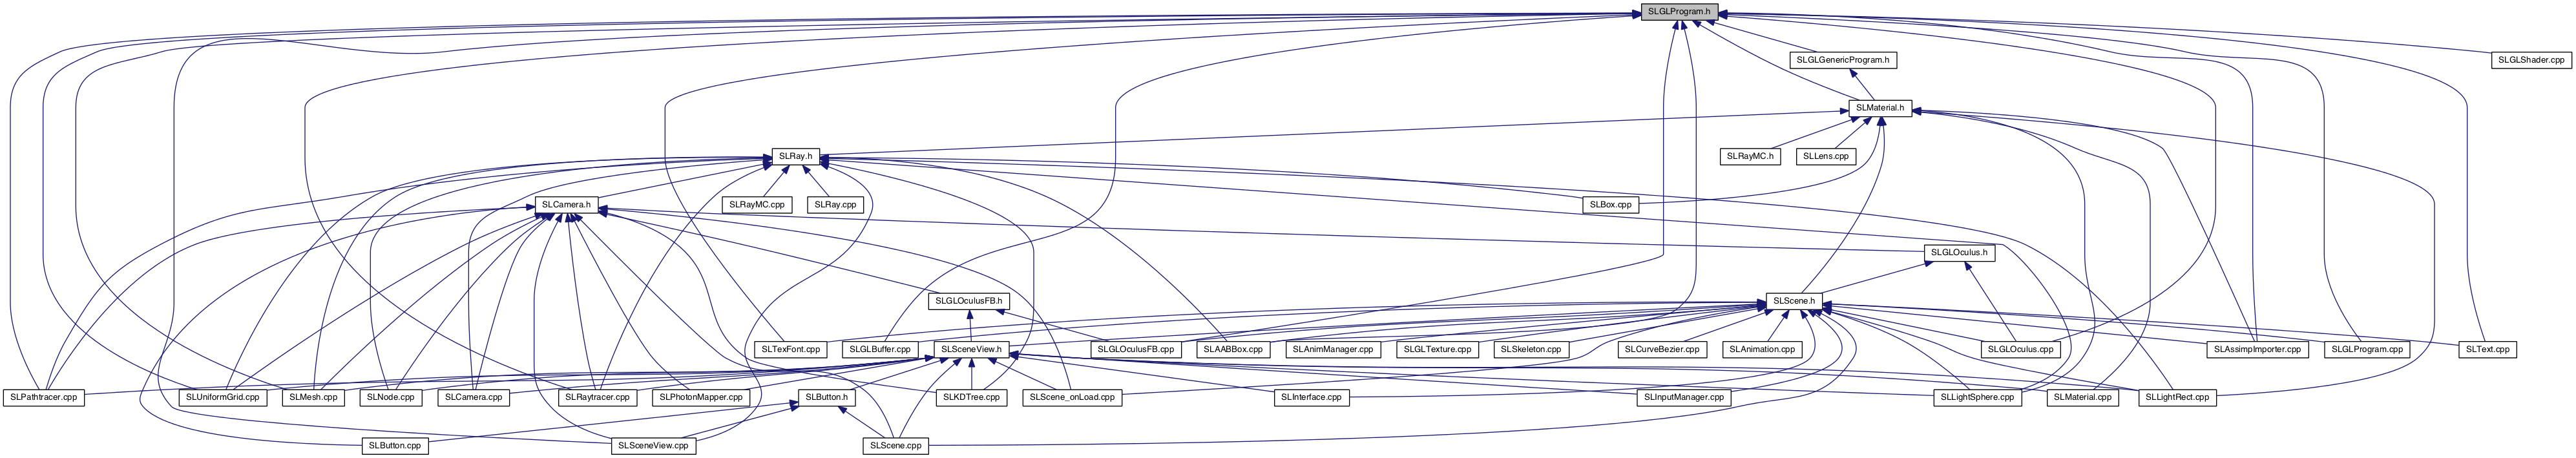 SLGLProgram.h
SLGLGenericProgram.h
SLGLShader.cpp
SLMaterial.h
SLRay.h
SLRayMC.h
SLLens.cpp
SLCamera.h
SLRayMC.cpp
SLRay.cpp
SLBox.cpp
SLGLOculus.h
SLGLOculusFB.h
SLScene.h
SLTexFont.cpp
SLGLBuffer.cpp
SLSceneView.h
SLGLOculusFB.cpp
SLAABBox.cpp
SLAnimManager.cpp
SLGLTexture.cpp
SLSkeleton.cpp
SLCurveBezier.cpp
SLAnimation.cpp
SLGLOculus.cpp
SLAssimpImporter.cpp
SLGLProgram.cpp
SLText.cpp
SLPathtracer.cpp
SLUniformGrid.cpp
SLMesh.cpp
SLNode.cpp
SLCamera.cpp
SLRaytracer.cpp
SLPhotonMapper.cpp
SLButton.h
SLKDTree.cpp
SLScene_onLoad.cpp
SLInterface.cpp
SLInputManager.cpp
SLLightSphere.cpp
SLMaterial.cpp
SLLightRect.cpp
SLButton.cpp
SLSceneView.cpp
SLScene.cpp